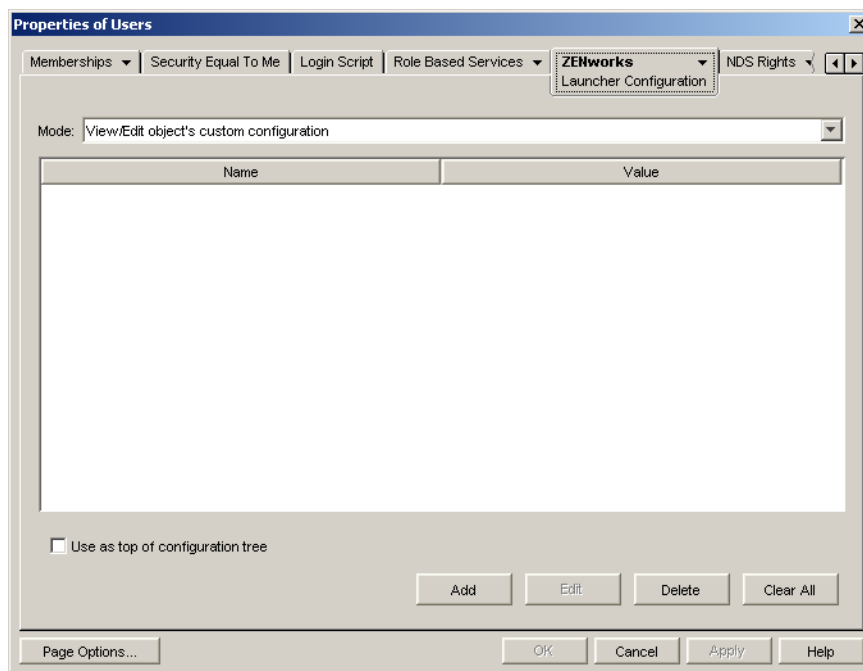 Properties of Users
Memberships
Security Equal To Me
Login Script
Role Based Services
ZENworks
Launcher Configuration
NDS Rights
Mode: View/Edit object's custom configuration
Name Value
Use as top of configuration tree
Add Edit Delete Clear All
Page Options... OK Cancel Apply Help